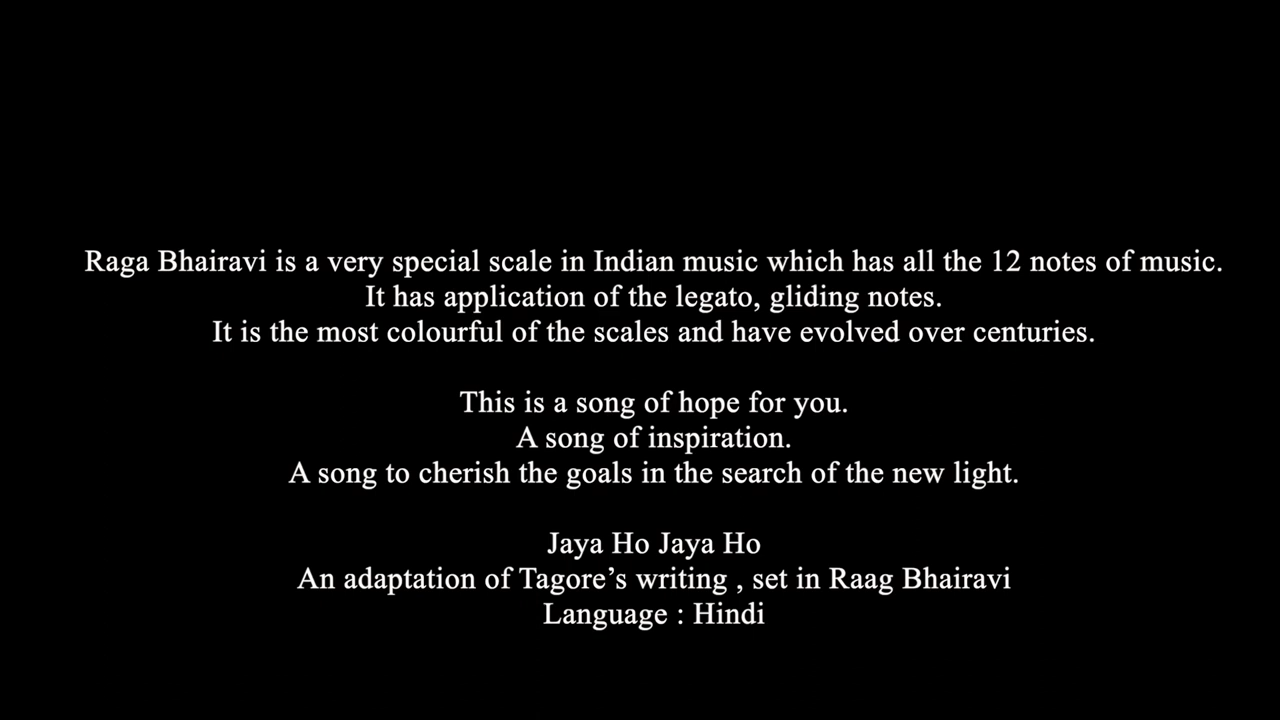 Raga Bhairavi is a very special scale in Indian music which has all the 12 notes of music.
It has application of the legato, gliding notes.
It is the most colourful of the scales and have evolved over centuries.
This is a song of hope for you.
A song of inspiration.
A song to cherish the goals in the search of the new light.
Jaya Ho Jaya Ho
An adaptation of Tagore’s writing , set in Raag Bhairavi
Language : Hindi